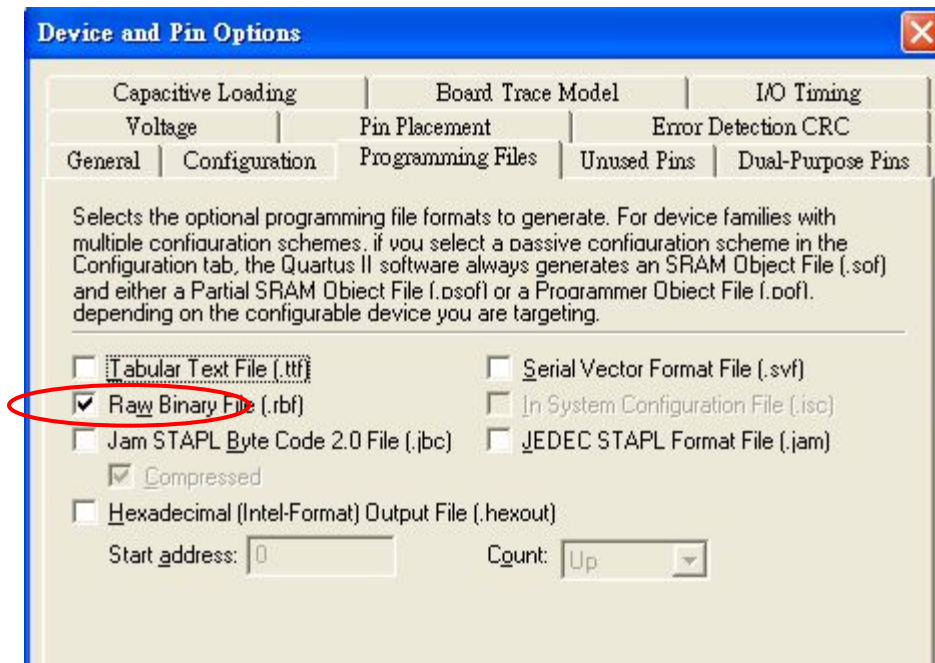 Device and Pin Options
Capacitive Loading
Board Trace Model
I/O Timing
Voltage
Pin Placement
Error Detection CRC
General
Configuration
Programming Files
Unused Pins
Dual-Purpose Pins
Selects the optional programming file formats to generate. For device families with
multiple configuration schemes, if you select a passive configuration scheme in the
Configuration tab, the Quartus II software always generates an SRAM Object File (.sof)
and either a Partial SRAM Object File (.psof) or a Programmer Object File (.pof),
depending on the configurable device you are targeting.
Tabular Text File (.ttf)
Serial Vector Format File (.svf)
Raw Binary File (.rbf)
In System Configuration File (.isc)
Jam STAPL Byte Code 2.0 File (.jbc)
JEDEC STAPL Format File (.jam)
Compressed
Hexadecimal (Intel-Format) Output File (.hexout)
Start address: 0
Count: Up